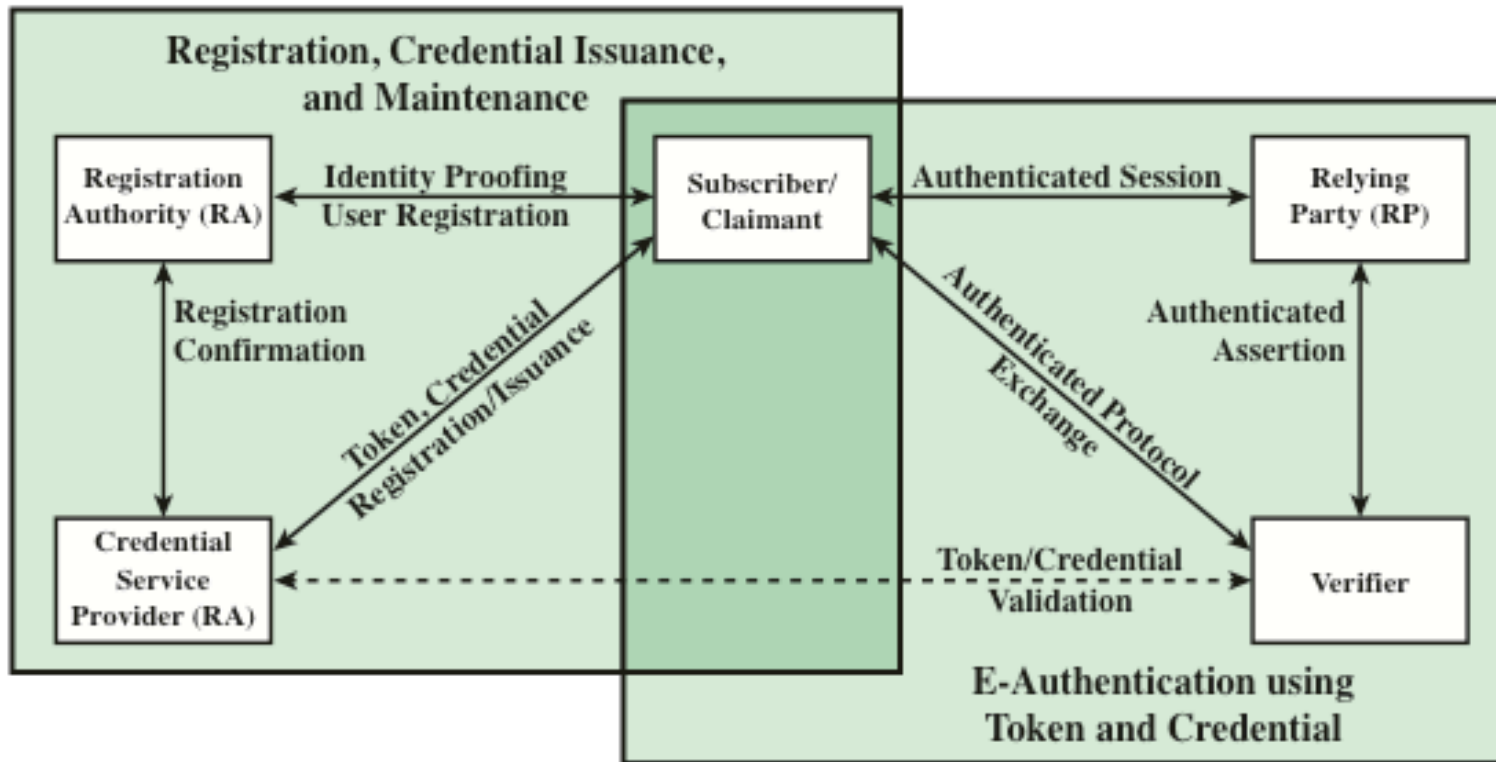 Registration, Credential Issuance,
and Maintenance
Registration
Authority (RA)
Identity Proofing
User Registration
Subscriber/
Claimant
Authenticated Session
Relying
Party (RP)
Registration
Confirmation
Token, Credential
Registration/Issuance
Authenticated Protocol
Exchange
Authenticated
Assertion
Credential
Service
Provider (RA)
Token/Credential
Validation
Verifier
E-Authentication using
Token and Credential